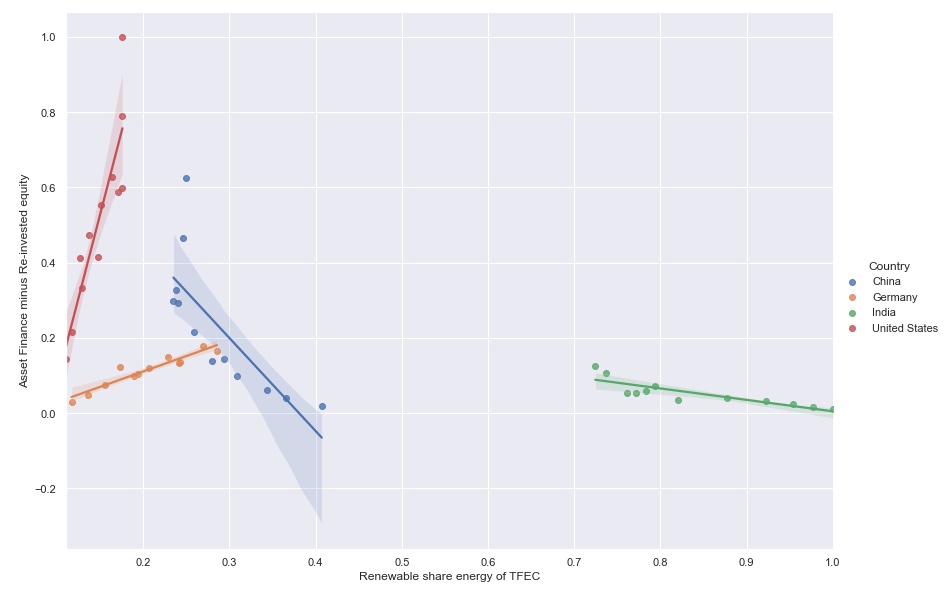 1.0
0.8
0.6
0.4
0.2
0.0
−0.2
Asset Finance minus Re-invested equity
0.2 0.3 0.4 0.5 0.6 0.7 0.8 0.9 1.0
Renewable share energy of TFEC
Country
China
Germany
India
United States